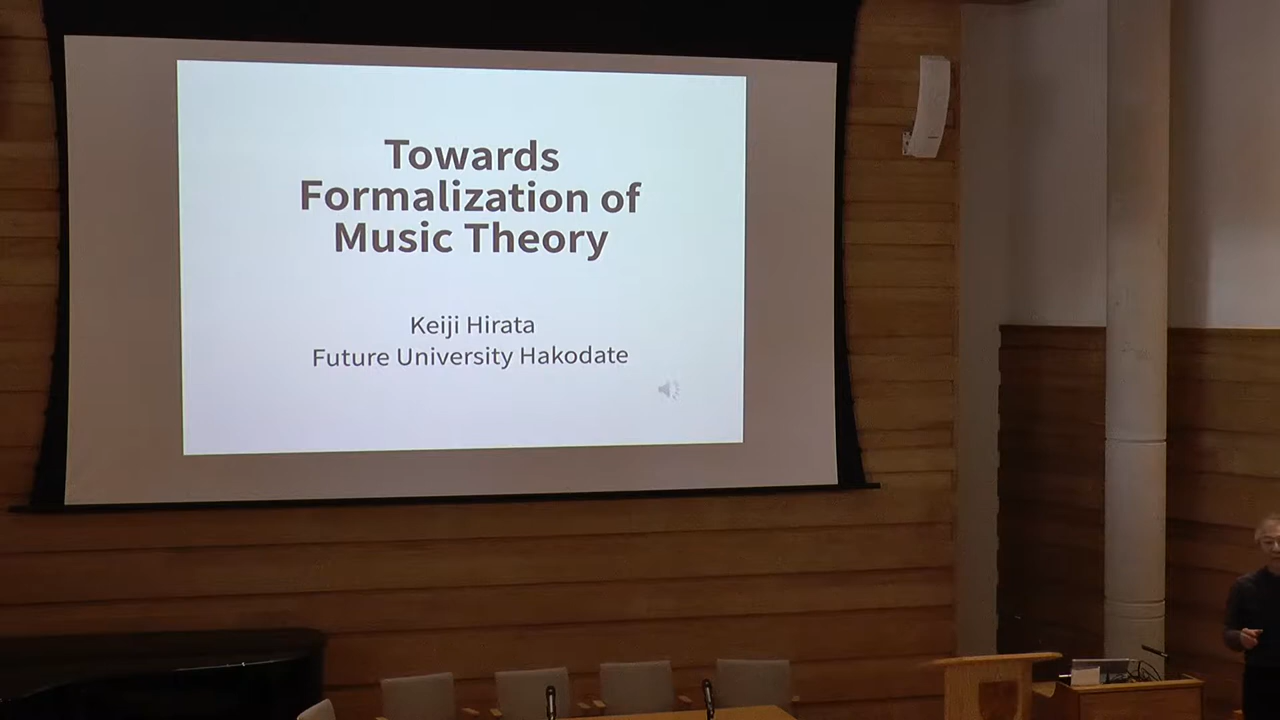 Towards
Formalization of
Music Theory
Keiji Hirata
Future University Hakodate